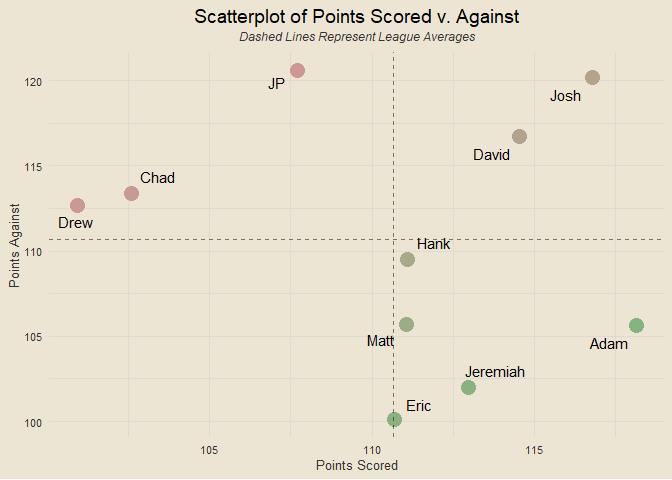 Scatterplot of Points Scored v. Against
Dashed Lines Represent League Averages
120
JP
Josh
David
115
Chad
Drew
Points Against
110
Hank
105
Matt
Adam
Jeremiah
Eric
100
105
110
115
Points Scored